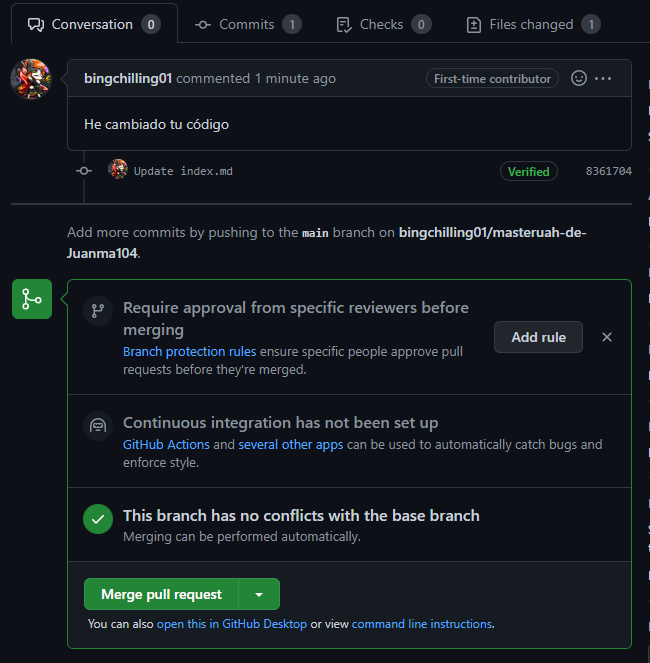 Conversation 0 Commits 1 Checks 0 Files changed 1
bingchilling01 commented 1 minute ago First-time contributor
He cambiado tu código
Update index.md Verified 8361704
Add more commits by pushing to the main branch on bingchilling01/masteruah-de-
Juanma104.
Require approval from specific reviewers before
merging
Branch protection rules ensure specific people approve pull
requests before they're merged.
Add rule
Continuous integration has not been set up
GitHub Actions and several other apps can be used to automatically catch bugs and
enforce style.
This branch has no conflicts with the base branch
Merging can be performed automatically.
Merge pull request
You can also open this in GitHub Desktop or view command line instructions.